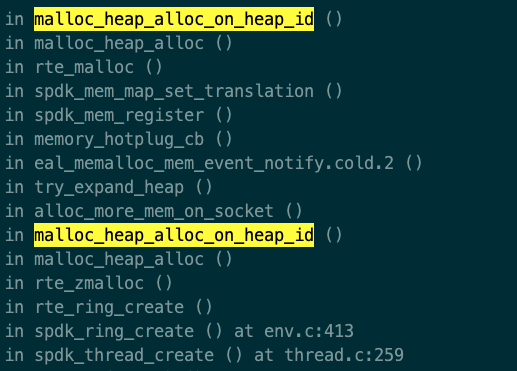 in malloc_heap_alloc_on_heap_id ()
in malloc_heap_alloc ()
in rte_malloc ()
in spdk_mem_map_set_translation ()
in spdk_mem_register ()
in memory_hotplug_cb ()
in eal_memalloc_mem_event_notify.cold.2 ()
in try_expand_heap ()
in alloc_more_mem_on_socket ()
in malloc_heap_alloc_on_heap_id ()
in malloc_heap_alloc ()
in rte_zmalloc ()
in rte_ring_create ()
in spdk_ring_create () at env.c:413
in spdk_thread_create () at thread.c:259